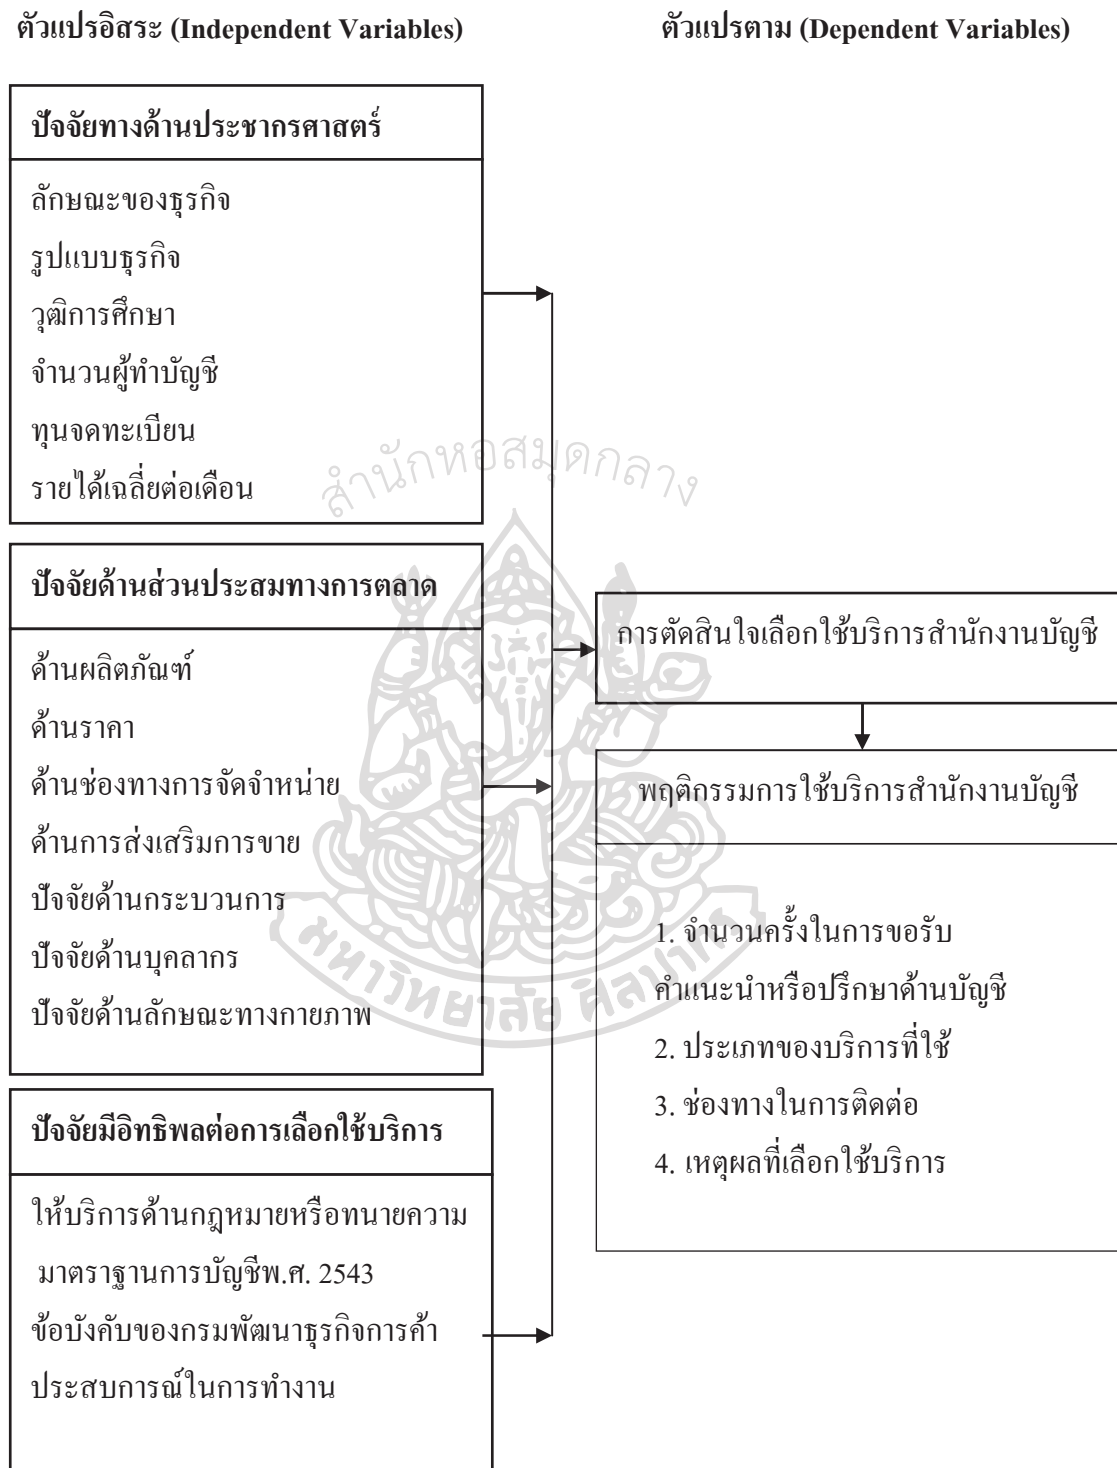 ตัวแปรอิสระ (Independent Variables)
ตัวแปรตาม (Dependent Variables)
ปัจจัยทางด้านประชากรศาสตร์
ลักษณะของธุรกิจ
รูปแบบธุรกิจ
วุฒิการศึกษา
จำนวนผู้ทำบัญชี
ทุนจดทะเบียน
รายได้เฉลี่ยต่อเดือน
สำนักหอสมุดกลาง
ปัจจัยด้านส่วนประสมทางการตลาด
ด้านผลิตภัณฑ์
ด้านราคา
ด้านช่องทางการจัดจำหน่าย
ด้านการส่งเสริมการขาย
ปัจจัยด้านกระบวนการ
ปัจจัยด้านบุคลากร
ปัจจัยด้านลักษณะทางกายภาพ
มหาวิทยาลัย ศิลปากร
ปัจจัยมีอิทธิพลต่อการเลือกใช้บริการ
ให้บริการด้านกฎหมายหรือทนายความ
มาตราฐานการบัญชีพ.ศ. 2543
ข้อบังคับของกรมพัฒนาธุรกิจการค้า
ประสบการณ์ในการทำงาน
การตัดสินใจเลือกใช้บริการสำนักงานบัญชี
พฤติกรรมการใช้บริการสำนักงานบัญชี
1. จำนวนครั้งในการขอรับ
คำแนะนำหรือปรึกษาด้านบัญชี
2. ประเภทของบริการที่ใช้
3. ช่องทางในการติดต่อ
4. เหตุผลที่เลือกใช้บริการ